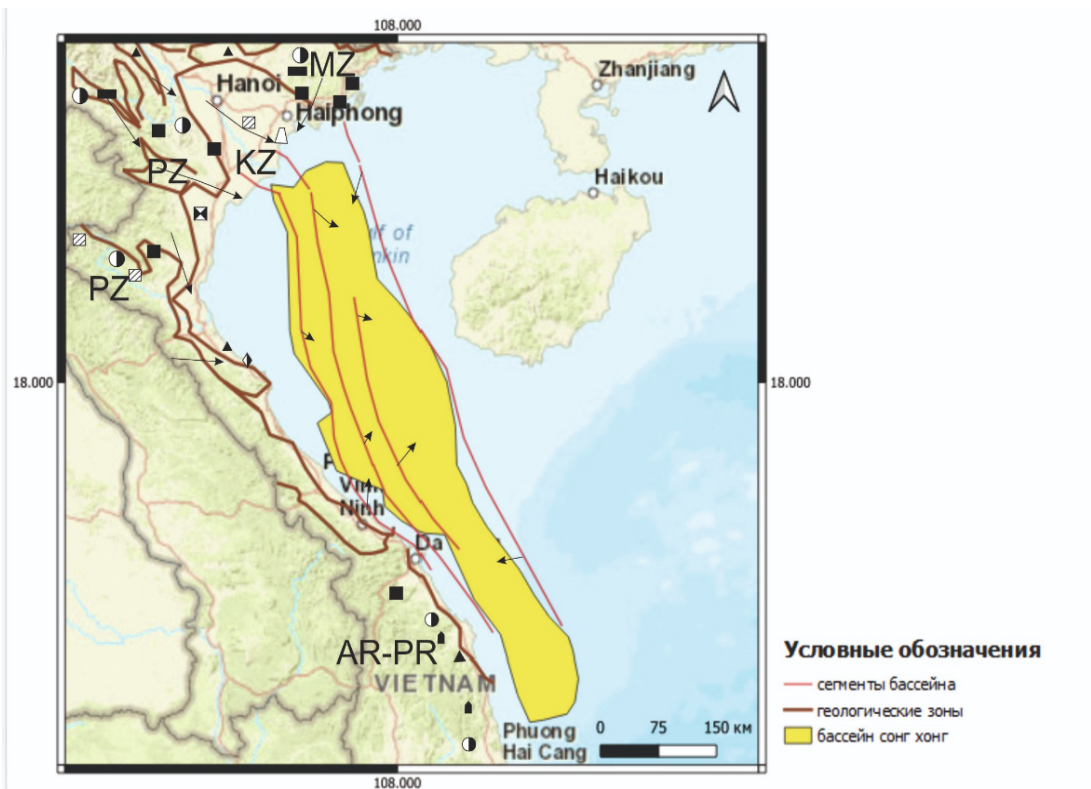 108.000
Zhanjiang
MZ
Hanoi
Haiphong
PZ
KZ
Haikou
PZ
18.000
18.000
Ninh
Da
AR-PR
VIETNAM
Phuong
Hai Cang
0 75 150 км
108.000
Условные обозначения
сегменты бассейна
геологические зоны
бассейн сонг хонг